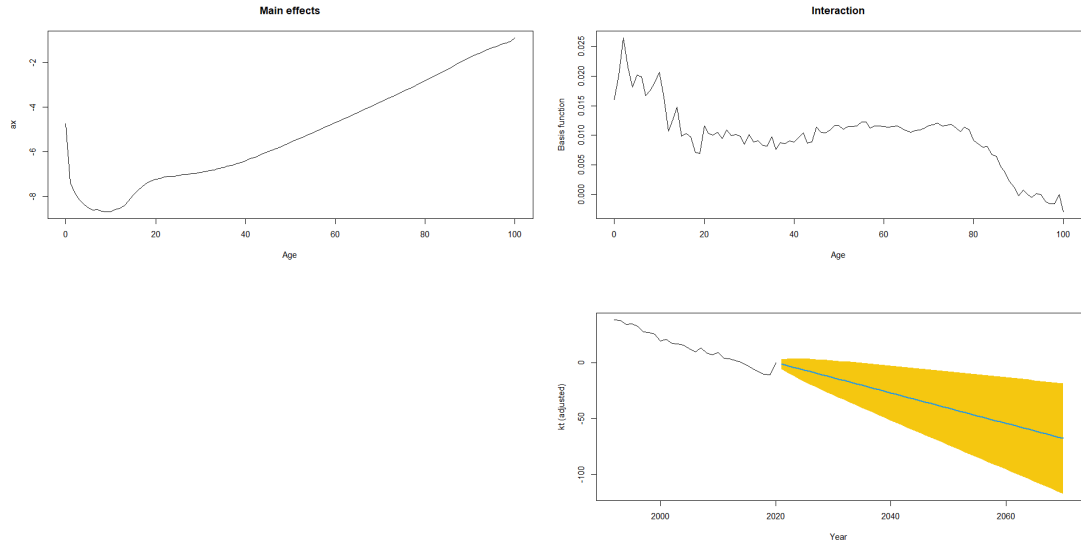 Main effects
ax
-2
-4
-6
-8
0 20 40 60 80 100
Age
Interaction
Basis function
0.025
0.020
0.015
0.010
0.005
0.000
0 20 40 60 80 100
Age
kt (adjusted)
0
-50
-100
2000 2020 2040 2060
Year